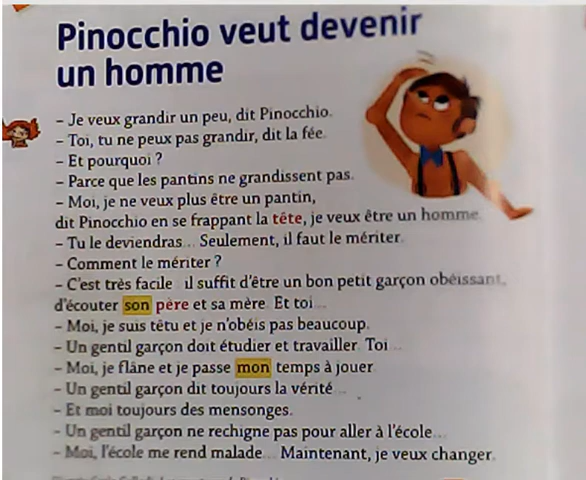 Pinocchio veut devenir
un homme
– Je veux grandir un peu, dit Pinocchio.
– Toi, tu ne peux pas grandir, dit la fée.
– Et pourquoi ?
– Parce que les pantins ne grandissent pas.
– Moi, je ne veux plus être un pantin,
dit Pinocchio en se frappant la tête, je veux être un homme.
– Tu le deviendras... Seulement, il faut le mériter.
– Comment le mériter ?
– C'est très facile il suffit d'être un bon petit garçon obéissant,
d'écouter son père et sa mère. Et toi...
– Moi, je suis têtu et je n'obéis pas beaucoup.
– Un gentil garçon doit étudier et travailler. Toi...
– Moi, je flâne et je passe mon temps à jouer.
– Un gentil garçon dit toujours la vérité...
– Et moi toujours des mensonges.
– Un gentil garçon ne rechigne pas pour aller à l'école...
– Moi, l'école me rend malade... Maintenant, je veux changer.